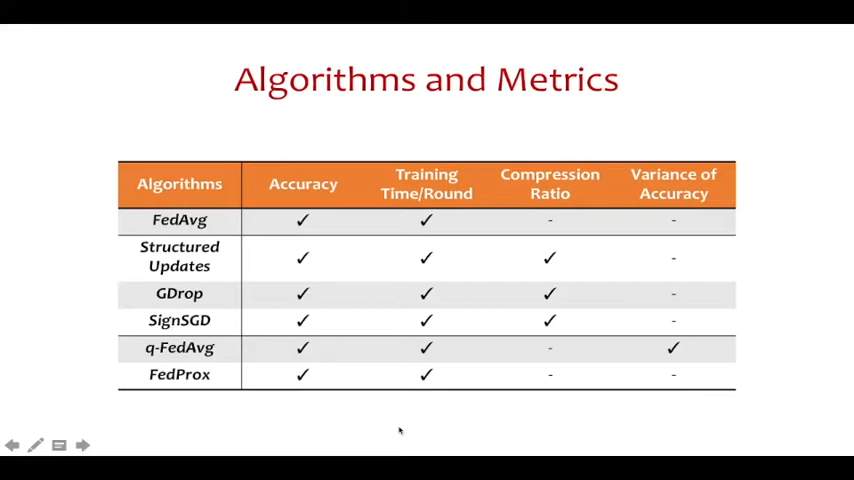 Algorithms and Metrics
Algorithms Accuracy Training Time/Round Compression Ratio Variance of Accuracy
FedAvg ✓ ✓ - -
Structured Updates ✓ ✓ ✓ -
GDrop ✓ ✓ ✓ -
SignSGD ✓ ✓ ✓ -
q-FedAvg ✓ ✓ - ✓
FedProx ✓ ✓ - -